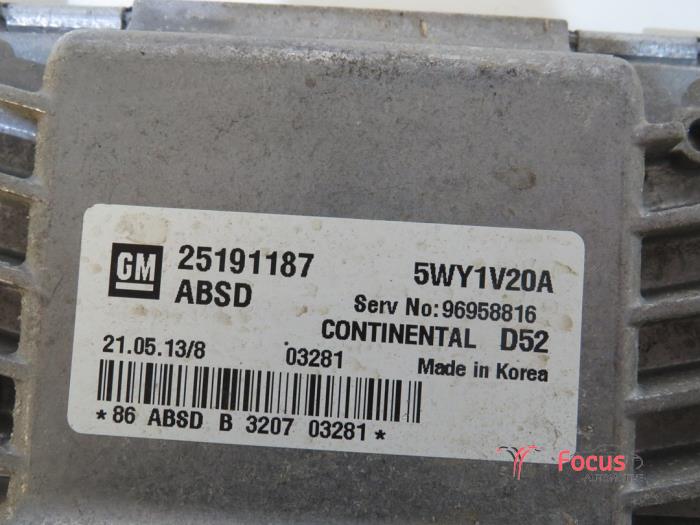 GM 25191187 5WY1V20A
ABSD Serv No:96958816
CONTINENTAL D52
21.05.13/8 03281 Made in Korea
*86 ABSD B 3207 03281*
Focus
AUTOMOTIVE